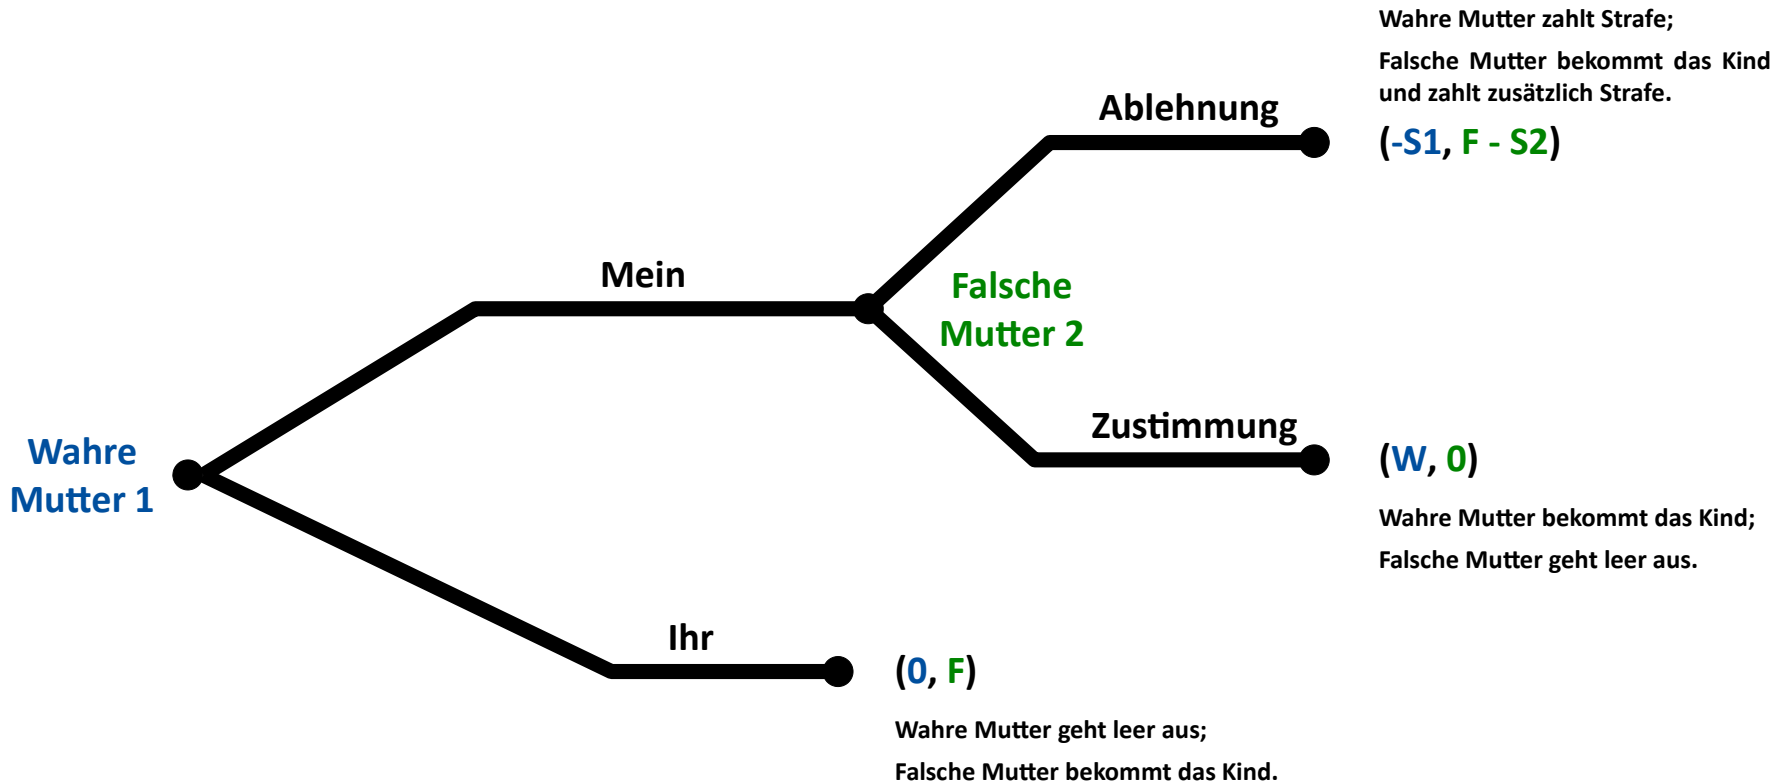 Wahre Mutter zahlt Strafe;
Falsche Mutter bekommt das Kind
und zahlt zusätzlich Strafe.
Ablehnung
(-S1, F - S2)
Mein
Falsche
Mutter 2
Zustimmung
Wahre
Mutter 1
(W, 0)
Wahre Mutter bekommt das Kind;
Falsche Mutter geht leer aus.
Ihr
(0, F)
Wahre Mutter geht leer aus;
Falsche Mutter bekommt das Kind.